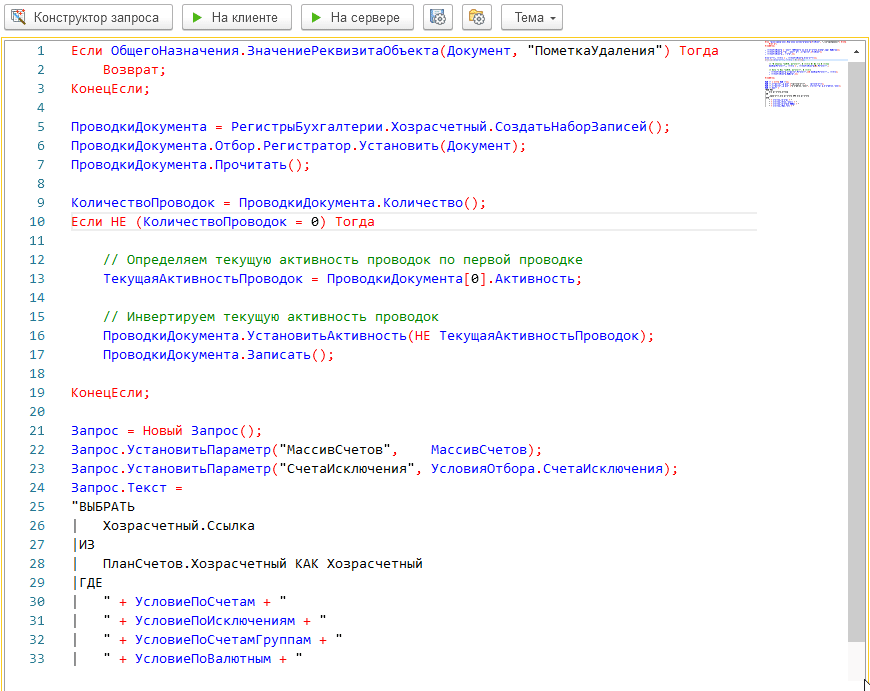 Конструктор запроса На клиенте На сервере Тема
1 Если ОбщегоНазначения.ЗначениеРеквизитаОбъекта(Документ, "ПометкаУдаления") Тогда
2     Возврат;
3 КонецЕсли;
4
5 ПроводкиДокумента = РегистрыБухгалтерии.Хозрасчетный.СоздатьНаборЗаписей();
6 ПроводкиДокумента.Отбор.Регистратор.Установить(Документ);
7 ПроводкиДокумента.Прочитать();
8
9 КоличествоПроводок = ПроводкиДокумента.Количество();
10 Если НЕ (КоличествоПроводок = 0) Тогда
11
12     // Определяем текущую активность проводок по первой проводке
13     ТекущаяАктивностьПроводок = ПроводкиДокумента[0].Активность;
14
15     // Инвертируем текущую активность проводок
16     ПроводкиДокумента.УстановитьАктивность(НЕ ТекущаяАктивностьПроводок);
17     ПроводкиДокумента.Записать();
18
19 КонецЕсли;
20
21 Запрос = Новый Запрос();
22 Запрос.УстановитьПараметр("МассивСчетов",    МассивСчетов);
23 Запрос.УстановитьПараметр("СчетаИсключения", УсловияОтбора.СчетаИсключения);
24 Запрос.Текст =
25 "ВЫБРАТЬ
26 |   Хозрасчетный.Ссылка
27 |ИЗ
28 |   ПланСчетов.Хозрасчетный КАК Хозрасчетный
29 |ГДЕ
30 |   " + УсловиеПоСчетам + "
31 |   " + УсловиеПоИсключениям + "
32 |   " + УсловиеПоСчетамГруппам + "
33 |   " + УсловиеПоВалютным + "